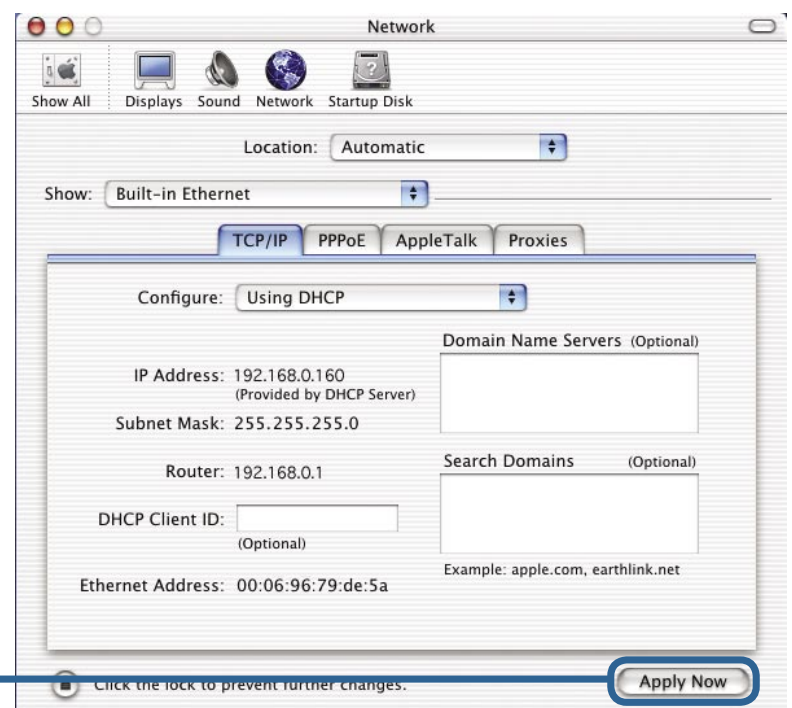 Network
Show All Displays Sound Network Startup Disk
Location: Automatic
Show: Built-in Ethernet
TCP/IP PPPoE AppleTalk Proxies
Configure: Using DHCP
Domain Name Servers (Optional)
IP Address: 192.168.0.160
(Provided by DHCP Server)
Subnet Mask: 255.255.255.0
Search Domains (Optional)
Router: 192.168.0.1
DHCP Client ID:
(Optional)
Example: apple.com, earthlink.net
Ethernet Address: 00:06:96:79:de:5a
Click the lock to prevent further changes.
Apply Now